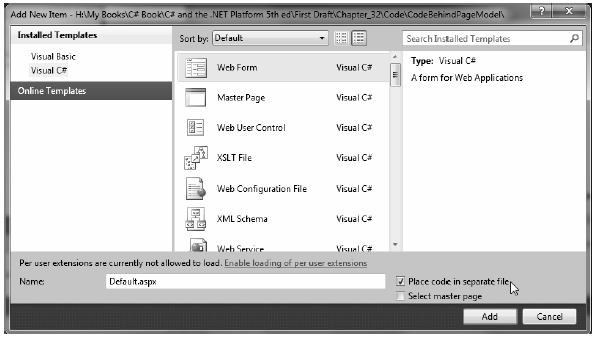 Add New Item - H:\My Books\C# Book\C# and the .NET Platform 5th ed\First Draft\Chapter_32\Code\CodeBehindPageModel\
Installed Templates
Visual Basic
Visual C#
Online Templates
Sort by: Default
Search Installed Templates
Web Form Visual C#
Master Page Visual C#
Web User Control Visual C#
XSLT File Visual C#
Web Configuration File Visual C#
XML Schema Visual C#
Web Service Visual C#
Type: Visual C#
A form for Web Applications
Per user extensions are currently not allowed to load. Enable loading of per user extensions
Name: Default.aspx
Place code in separate file
Select master page
Add Cancel